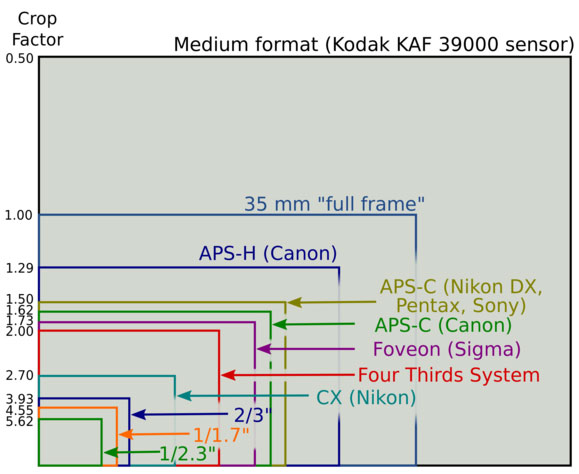 Crop
Factor
Medium format (Kodak KAF 39000 sensor)
0.50
35 mm "full frame"
1.00
APS-H (Canon)
1.29
APS-C (Nikon DX,
Pentax, Sony)
1.50
1.62
APS-C (Canon)
1.73
Foveon (Sigma)
2.00
Four Thirds System
2.70
CX (Nikon)
3.93
2/3"
4.55
1/1.7"
5.62
1/2.3"